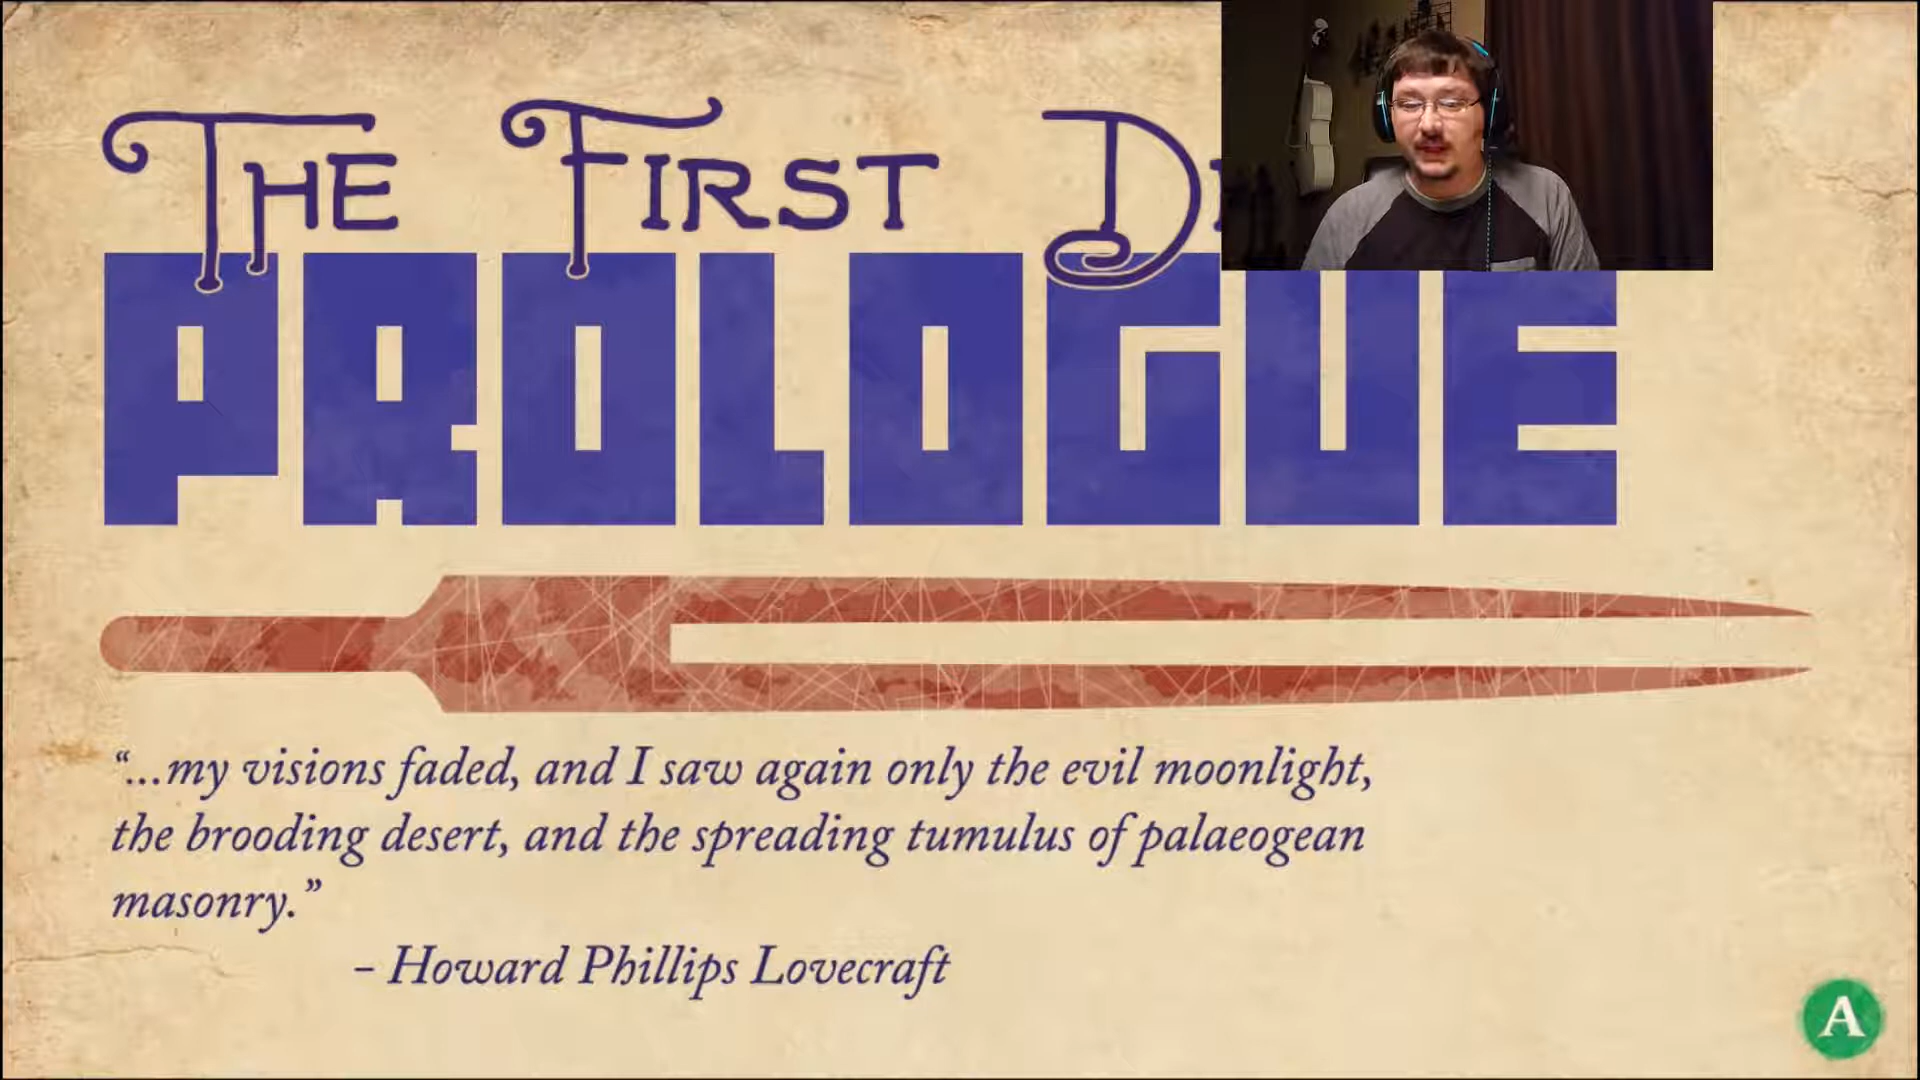 The First
PROLOGUE
“...my visions faded, and I saw again only the evil moonlight,
the brooding desert, and the spreading tumulus of palaeogean
masonry.”
– Howard Phillips Lovecraft
A